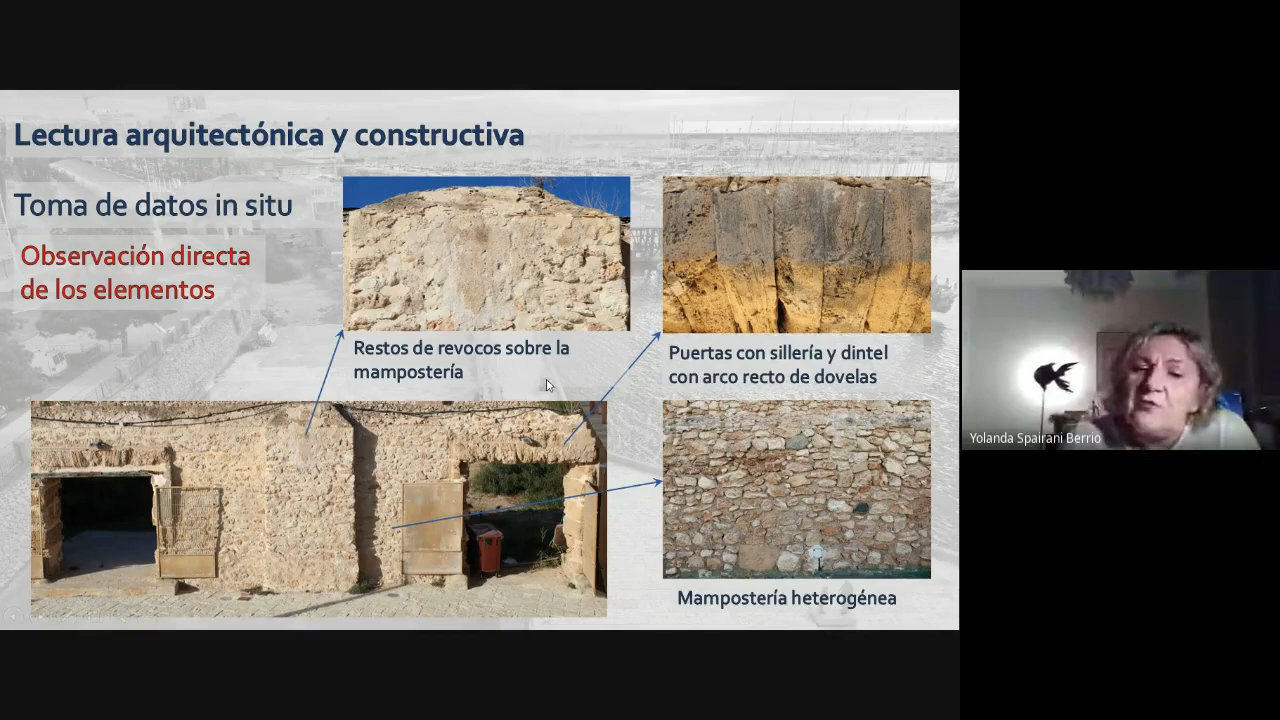 Lectura arquitectónica y constructiva
Toma de datos in situ
Observación directa
de los elementos
Restos de revocos sobre la
mampostería
Puertas con sillería y dintel
con arco recto de dovelas
Mampostería heterogénea
Yolanda Spairani Berrio